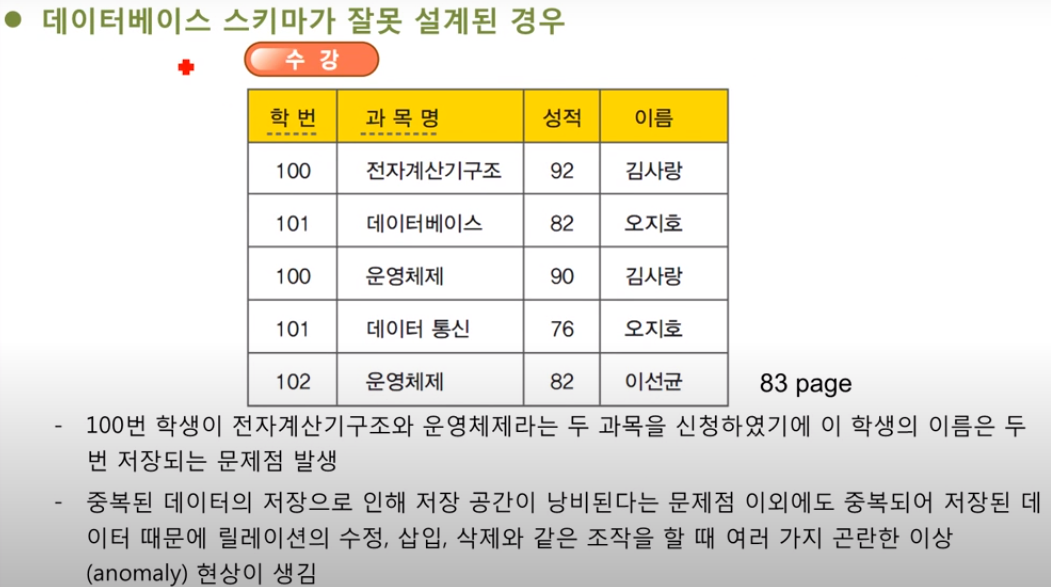 ● 데이터베이스 스키마가 잘못 설계된 경우
수 강
학 번 과 목 명 성적 이름
100 전자계산기구조 92 김사랑
101 데이터베이스 82 오지호
100 운영체제 90 김사랑
101 데이터 통신 76 오지호
102 운영체제 82 이선균
83 page
- 100번 학생이 전자계산기구조와 운영체제라는 두 과목을 신청하였기에 이 학생의 이름은 두
번 저장되는 문제점 발생
- 중복된 데이터의 저장으로 인해 저장 공간이 낭비된다는 문제점 이외에도 중복되어 저장된 데
이터 때문에 릴레이션의 수정, 삽입, 삭제와 같은 조작을 할 때 여러 가지 곤란한 이상
(anomaly) 현상이 생김